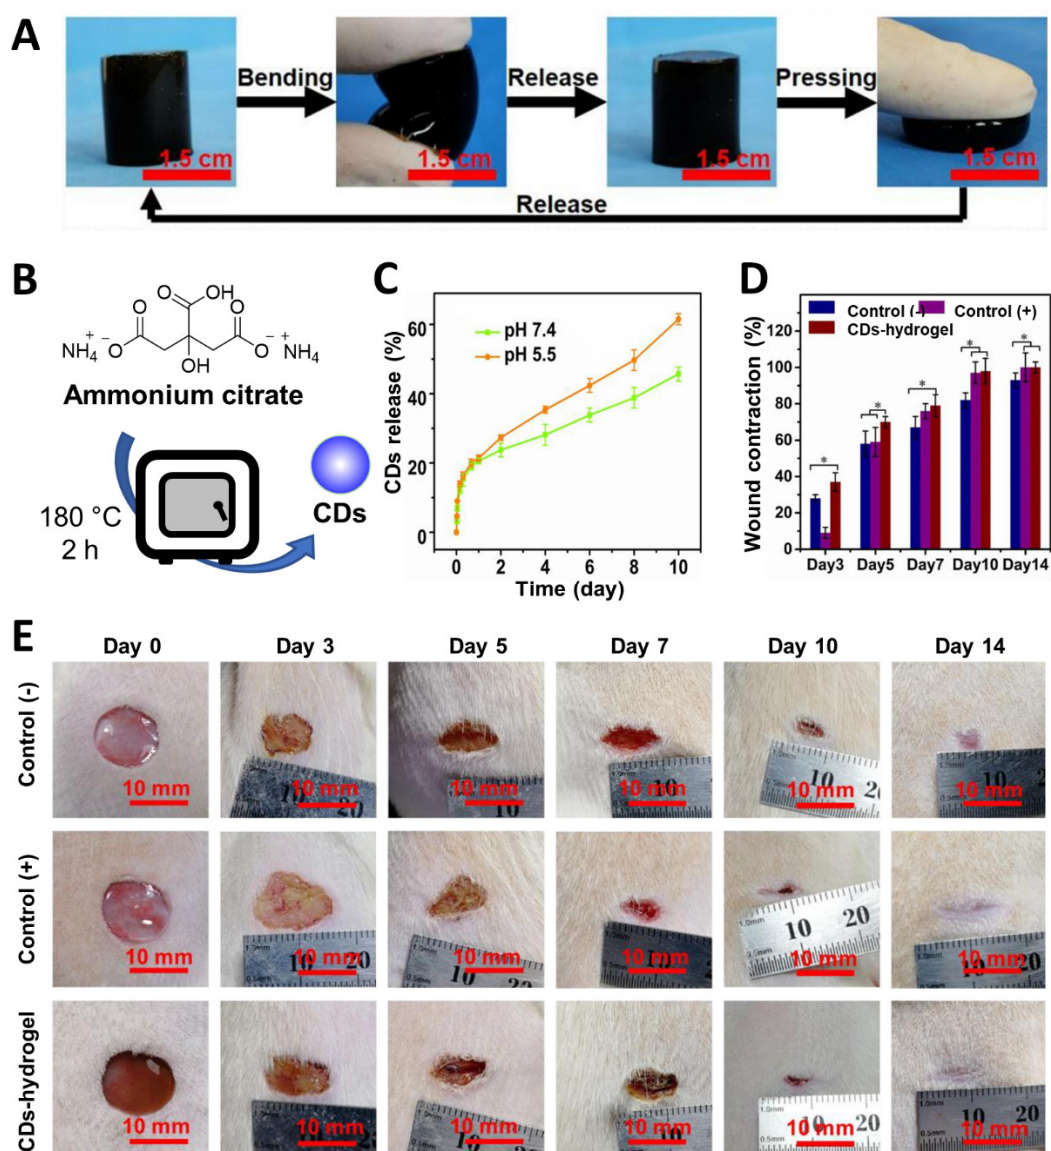 A
Bending
Release
Pressing
1.5 cm
1.5 cm
1.5 cm
1.5 cm
Release
B
O
OH
O
O
NH4 + - O
OH
O - + NH4
Ammonium citrate
180 °C
2 h
CDs
C
pH 7.4
pH 5.5
CDs release (%)
60
40
20
0
0 2 4 6 8 10
Time (day)
D
Control (-) Control (+)
CDs-hydrogel
Wound contraction (%)
120
100
80
60
40
20
0
* * * * *
Day3 Day5 Day7 Day10 Day14
E
Day 0 Day 3 Day 5 Day 7 Day 10 Day 14
Control (-)
10 mm 10 mm 10 mm 10 mm 10 mm 10 mm
Control (+)
10 mm 10 mm 10 mm 10 mm 10 mm 10 mm
CDs-hydrogel
10 mm 10 mm 10 mm 10 mm 10 mm 10 mm